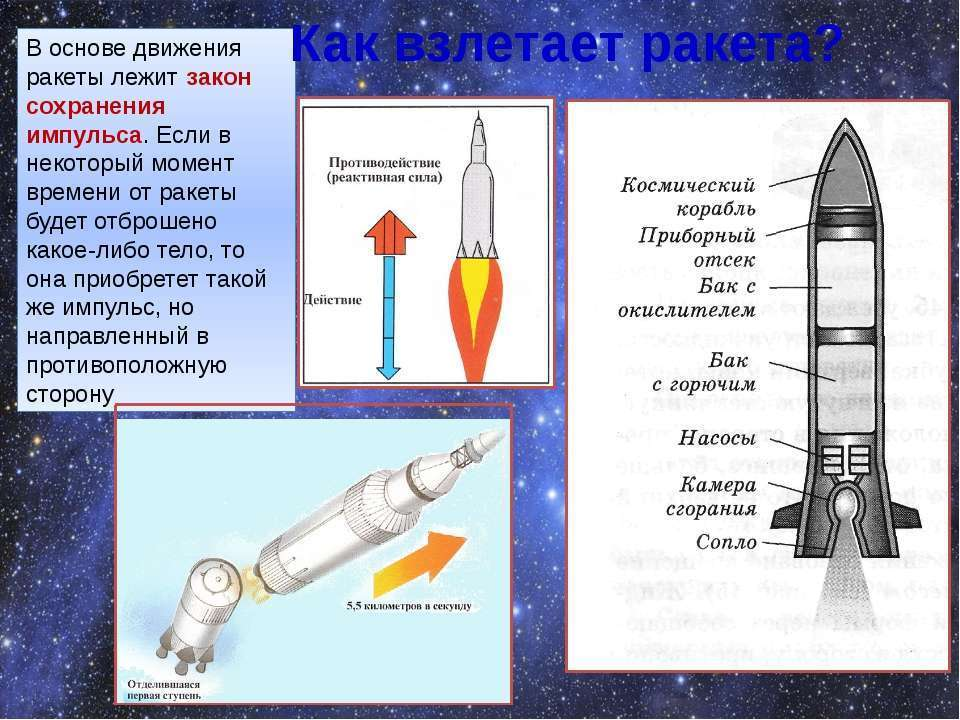 Как взлетает ракета?
В основе движения
ракеты лежит закон
сохранения
импульса. Если в
некоторый момент
времени от ракеты
будет отброшено
какое-либо тело, то
она приобретет такой
же импульс, но
направленный в
противоположную
сторону
Противодействие
(реактивная сила)
Действие
Космический
корабль
Приборный
отсек
Бак с
окислителем
Бак
с горючим
Насосы
Камера
сгорания
Сопло
5,5 километров в секунду
Отделившаяся
первая ступень